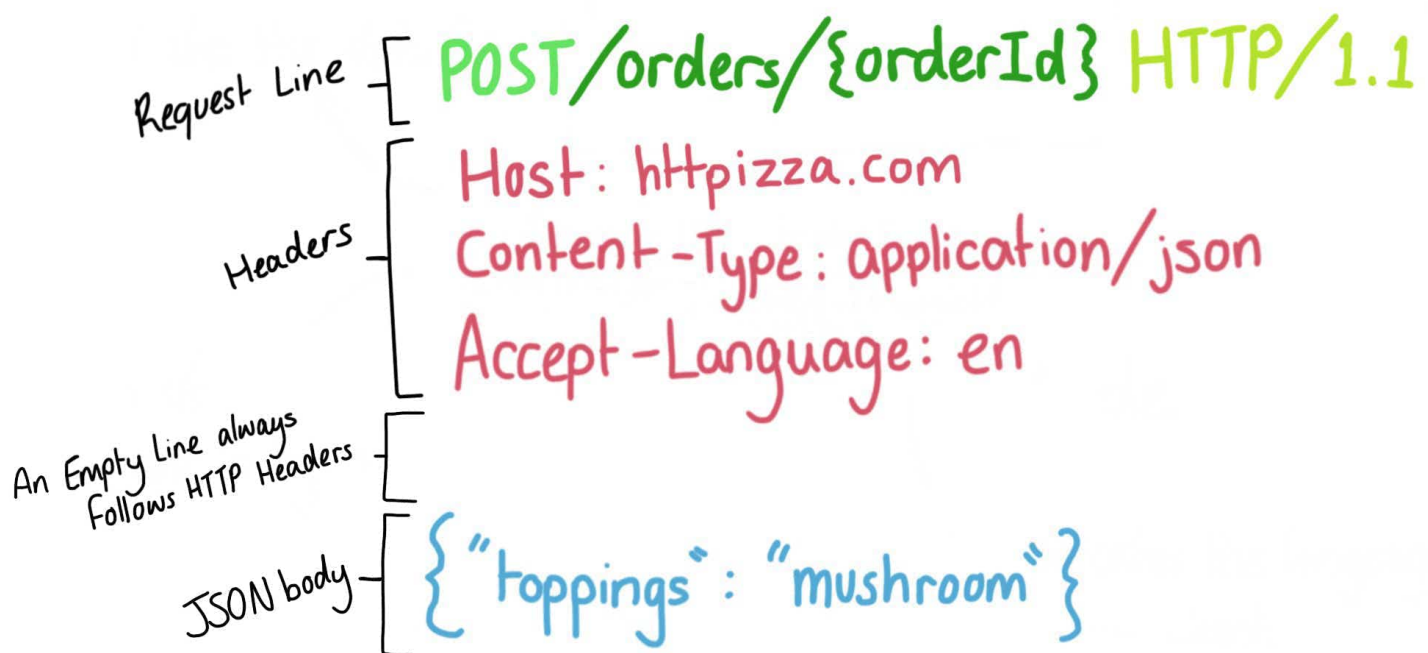 Request Line
POST/orders/{orderId} HTTP/1.1
Headers
Host: httpizza.com
Content-Type: application/json
Accept-Language: en
An Empty Line always
follows HTTP Headers
JSON body
{"toppings": "mushroom"}